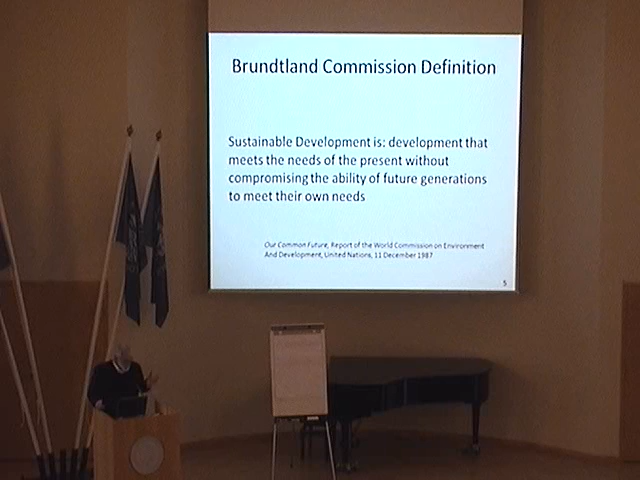 Brundtland Commission Definition
Sustainable Development is: development that
meets the needs of the present without
compromising the ability of future generations
to meet their own needs
Our Common Future, Report of the World Commission on Environment
And Development, United Nations, 11 December 1987
5